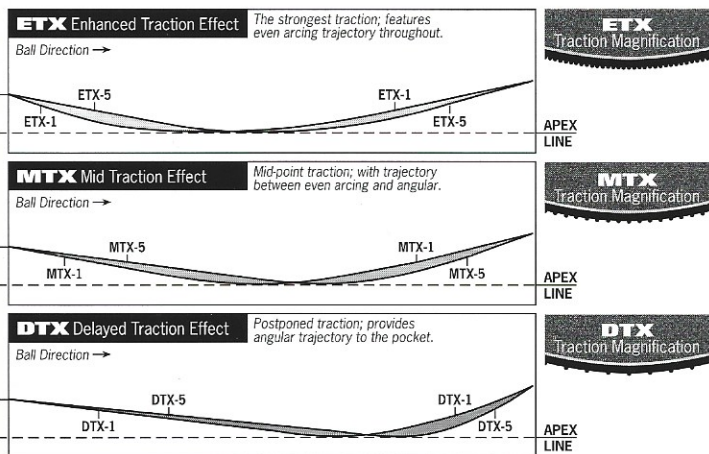 ETX Enhanced Traction Effect
The strongest traction; features
even arcing trajectory throughout.
Ball Direction →
ETX-5
ETX-1
ETX-1
ETX-5
APEX
LINE
ETX
Traction Magnification
MTX Mid Traction Effect
Mid-point traction; with trajectory
between even arcing and angular.
Ball Direction →
MTX-5
MTX-1
MTX-1
MTX-5
APEX
LINE
MTX
Traction Magnification
DTX Delayed Traction Effect
Postponed traction; provides
angular trajectory to the pocket.
Ball Direction →
DTX-5
DTX-1
DTX-1
DTX-5
APEX
LINE
DTX
Traction Magnification